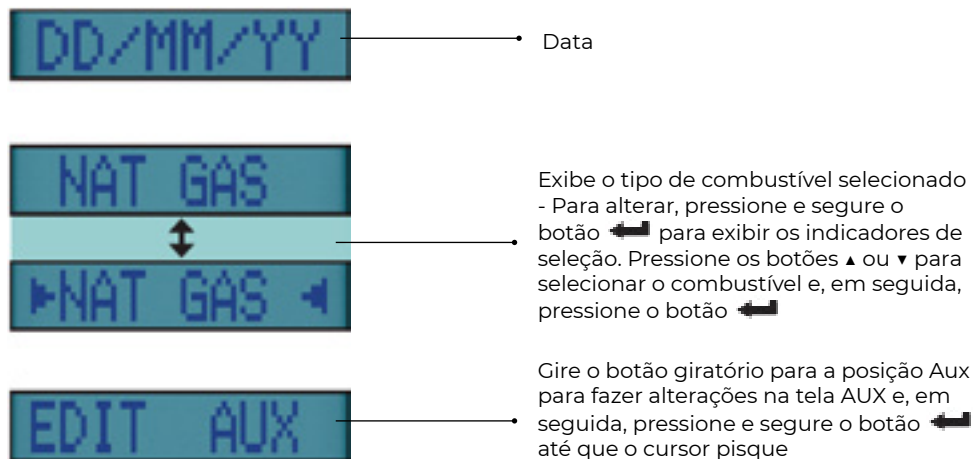 DD/MM/YY
Data
NAT GAS
►NAT GAS ◄
Exibe o tipo de combustível selecionado
- Para alterar, pressione e segure o
botão para exibir os indicadores de
seleção. Pressione os botões ▲ ou ▼ para
selecionar o combustível e, em seguida,
pressione o botão
EDIT AUX
Gire o botão giratório para a posição Aux
para fazer alterações na tela AUX e, em
seguida, pressione e segure o botão
até que o cursor pisque